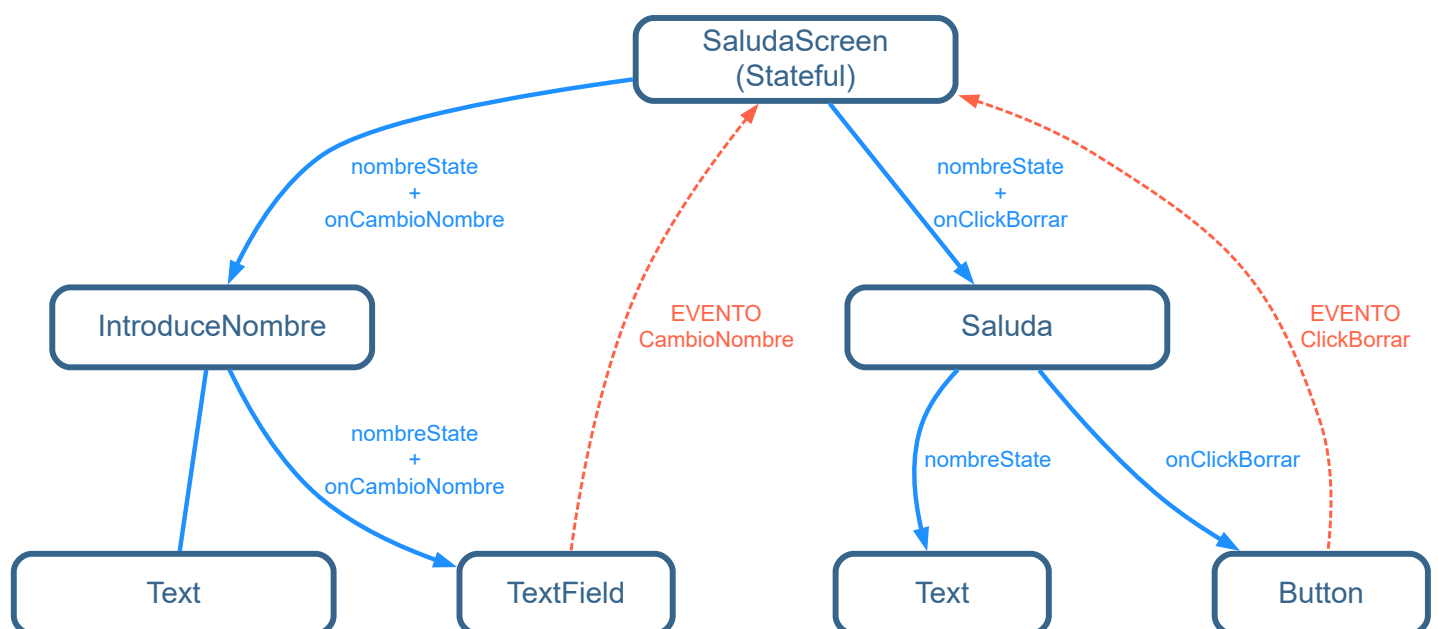 SaludaScreen
(Stateful)
nombreState
+
onCambioNombre
nombreState
+
onClickBorrar
IntroduceNombre
EVENTO
CambioNombre
Saluda
EVENTO
ClickBorrar
nombreState
+
onCambioNombre
nombreState
onClickBorrar
Text
TextField
Text
Button